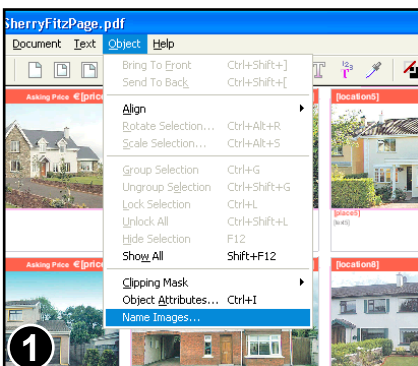 SherryFitzPage.pdf
Document Text Object Help
Bring To Front Ctrl+Shift+]
Send To Back Ctrl+Shift+[
Align
Rotate Selection... Ctrl+Alt+R
Scale Selection... Ctrl+Alt+S
Group Selection Ctrl+G
Ungroup Selection Ctrl+Shift+G
Lock Selection Ctrl+L
Unlock All Ctrl+Shift+L
Hide Selection F12
Show All Shift+F12
Clipping Mask
Object Attributes... Ctrl+I
Name Images...
T
123
T
Asking Price €[price
[location5]
[place5]
[text5]
Asking Price €[price
[location8]
1